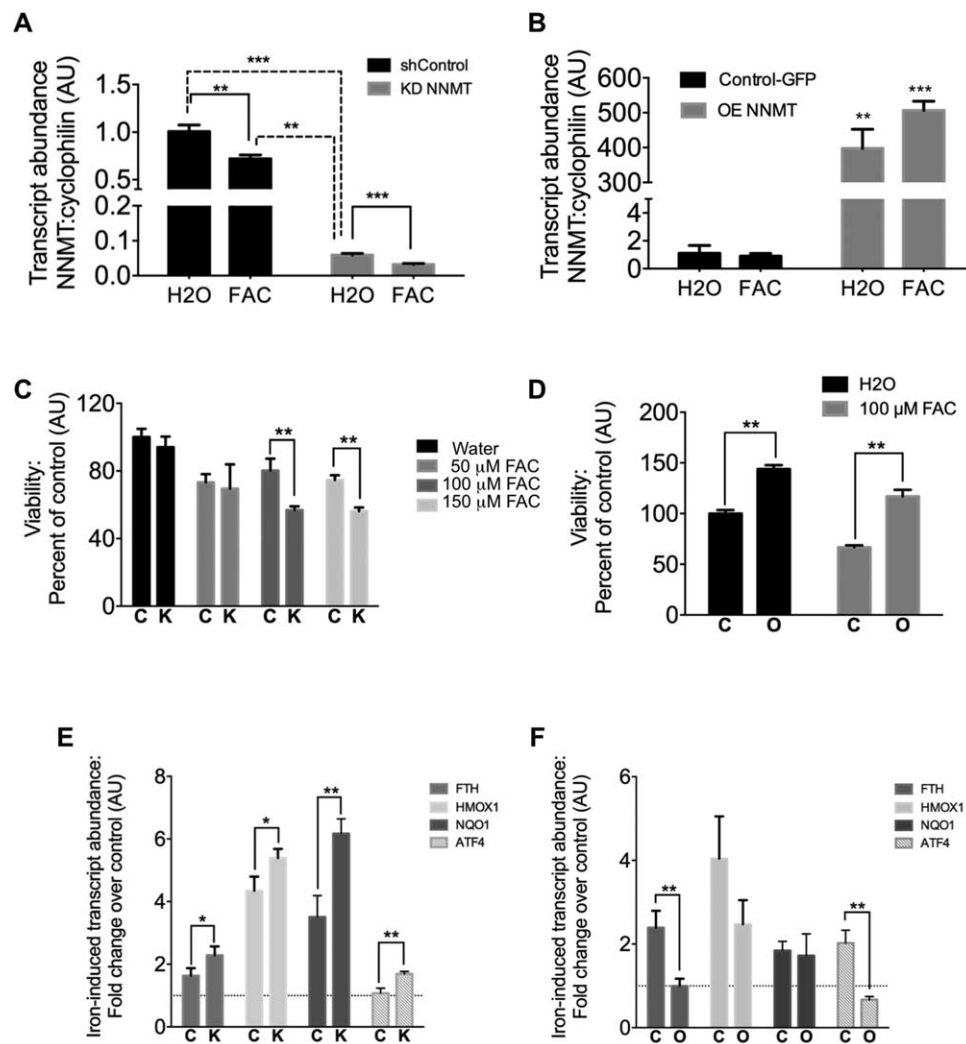 A
Transcript abundance
NNMT:cyclophilin (AU)
1.5
1.0
0.5
0.2
0.1
0.0
shControl
KD NNMT
***
**
**
***
H2O
FAC
H2O
FAC
B
Transcript abundance
NNMT:cyclophilin (AU)
600
500
400
300
4
2
0
Control-GFP
OE NNMT
**
***
H2O
FAC
H2O
FAC
C
Viability:
Percent of control (AU)
120
80
40
0
**
**
Water
50 µM FAC
100 µM FAC
150 µM FAC
C K C K C K C K
D
Viability:
Percent of control (AU)
200
150
100
50
0
H2O
100 µM FAC
**
**
C O C O
E
Iron-induced transcript abundance:
Fold change over control (AU)
8
6
4
2
0
*
*
**
**
FTH
HMOX1
NQO1
ATF4
C K C K C K C K
F
Iron-induced transcript abundance:
Fold change over control (AU)
6
4
2
0
**
**
FTH
HMOX1
NQO1
ATF4
C O C O C O C O